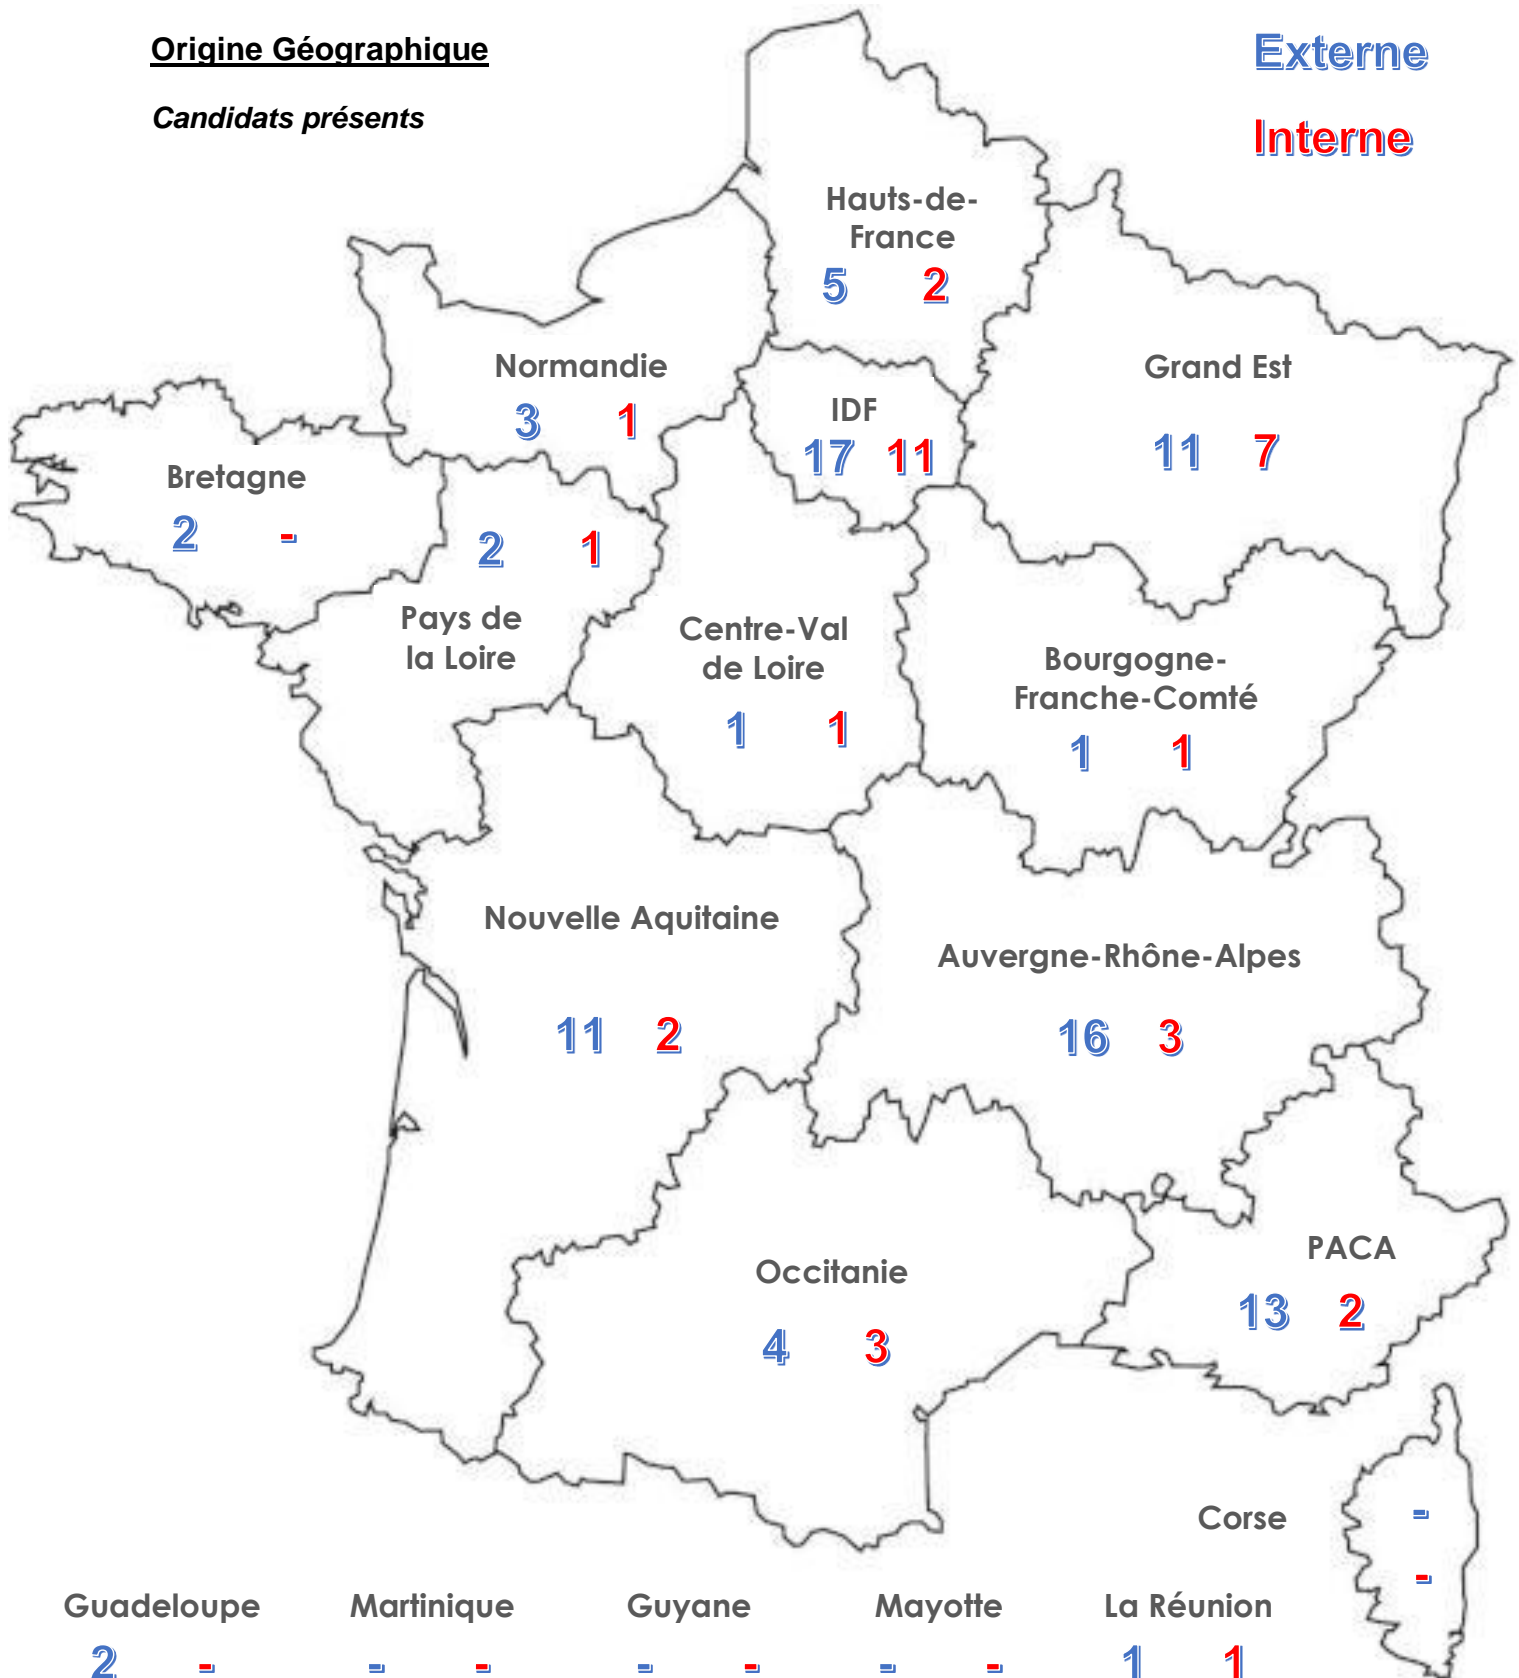 Origine Géographique
Candidats présents
Externe
Interne
Hauts-de-
France
5 2
Normandie
3 1
IDF
17 11
Grand Est
11 7
Bretagne
2 -
2 1
Pays de
la Loire
Centre-Val
de Loire
1 1
Bourgogne-
Franche-Comté
1 1
Nouvelle Aquitaine
11 2
Auvergne-Rhône-Alpes
16 3
PACA
13 2
Occitanie
4 3
Corse
-
-
Guadeloupe Martinique Guyane Mayotte La Réunion
2 - - - - - - - 1 1